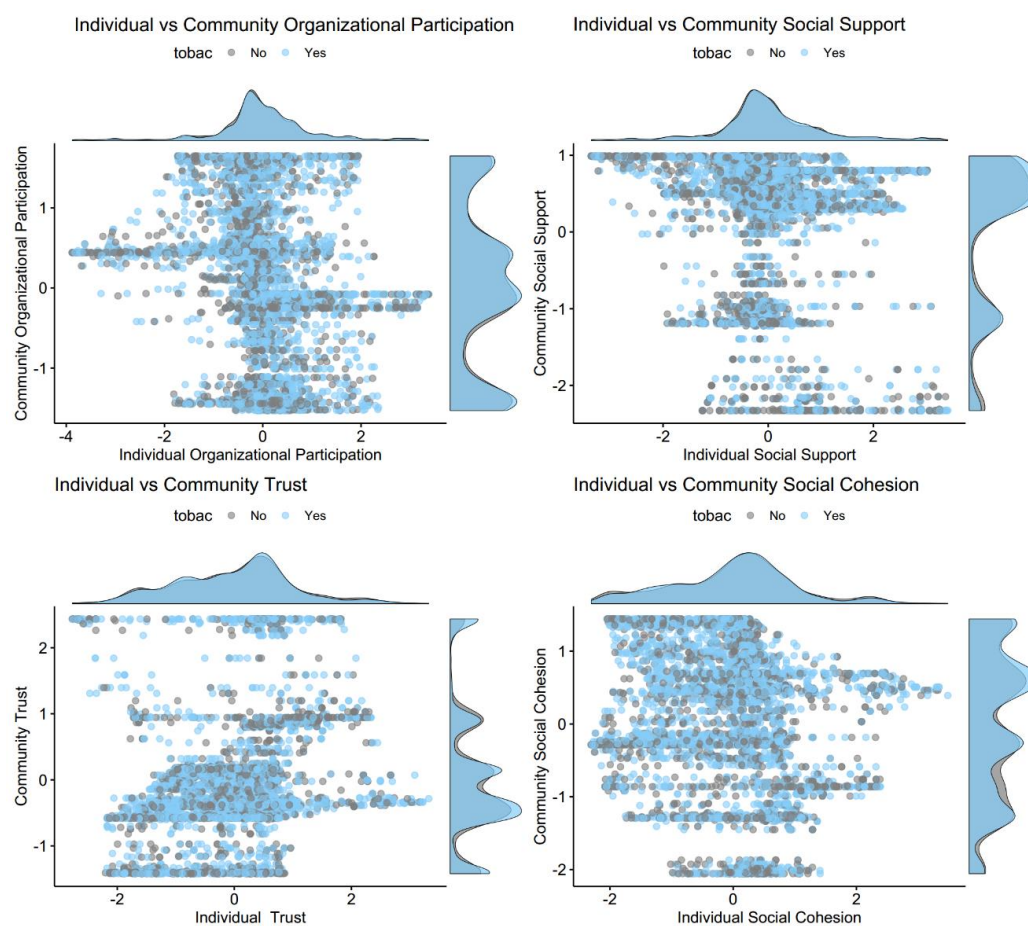 Individual vs Community Organizational Participation
tobac No Yes
Community Organizational Participation
1
0
-1
-4 -2 0 2
Individual Organizational Participation
Individual vs Community Social Support
tobac No Yes
Community Social Support
1
0
-1
-2
-2 0 2
Individual Social Support
Individual vs Community Trust
tobac No Yes
Community Trust
2
1
0
-1
-2 0 2
Individual Trust
Individual vs Community Social Cohesion
tobac No Yes
Community Social Cohesion
1
0
-1
-2
-2 0 2
Individual Social Cohesion